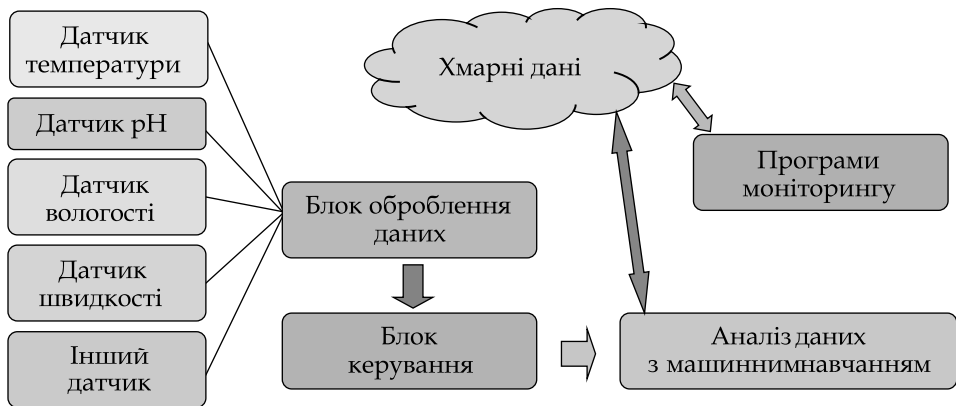 Датчик
температури
Датчик pH
Датчик
вологості
Датчик
швидкості
Інший
датчик
Блок оброблення
даних
Блок
керування
Хмарні дані
Програми
моніторингу
Аналіз даних
з машиннимнавчанням